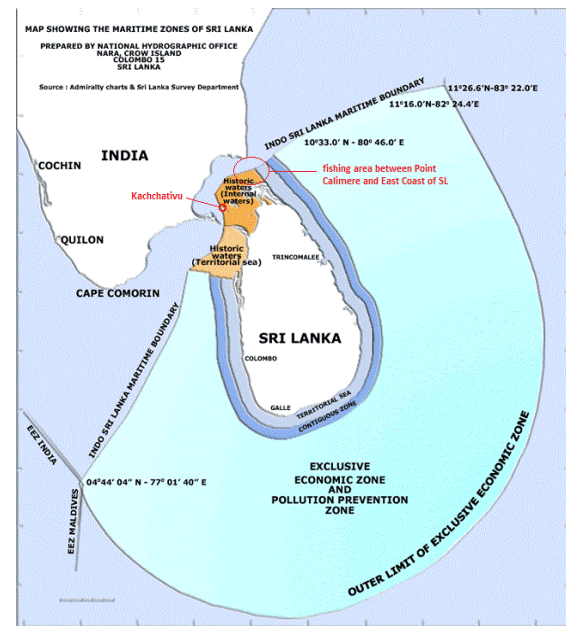 MAP SHOWING THE MARITIME ZONES OF SRI LANKA
PREPARED BY NATIONAL HYDROGRAPHIC OFFICE
NARA, CROW ISLAND
COLOMBO 15
SRI LANKA
Source : Admiralty charts & Sri Lanka Survey Department
INDO SRI LANKA MARITIME BOUNDARY
11°26.6'N-83° 22.0'E
11°16.0'N-82° 24.4'E
10°33.0' N - 80° 46.0' E
INDIA
COCHIN
fishing area between Point
Calimere and East Coast of SL
Kachchativu
Historic
waters
(Internal
waters)
QUILON
Historic
waters
(Territorial sea)
TRINCOMALEE
CAPE COMORIN
SRI LANKA
COLOMBO
GALLE
TERRITORIAL SEA
CONTIGUOUS ZONE
INDO SRI LANKA MARITIME BOUNDARY
EEZ INDIA
EEZ MALDIVES
04°44' 04" N - 77° 01' 40" E
EXCLUSIVE
ECONOMIC ZONE
AND
POLLUTION PREVENTION
ZONE
OUTER LIMIT OF EXCLUSIVE ECONOMIC ZONE